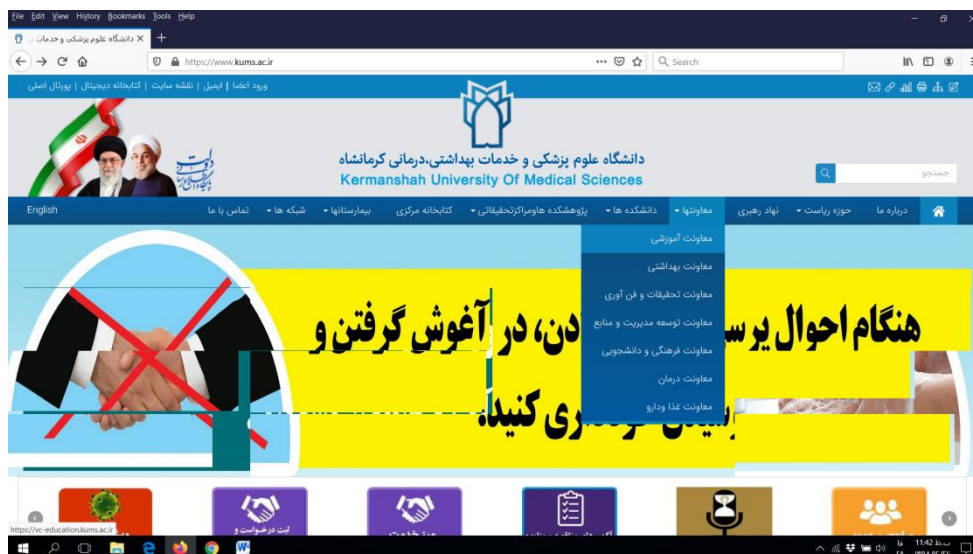 File Edit View History Bookmarks Tools Help
دانشگاه علوم پزشکی و خدمات
https://www.kums.ac.ir
Search
ورود اعضا | ایمیل | نقشه سایت | کتابخانه دیجیتال | پورتال اصلی
دانشگاه علوم پزشکی و خدمات بهداشتی،درمانی کرمانشاه
Kermanshah University Of Medical Sciences
جستجو
درباره ما
حوزه ریاست
نهاد رهبری
معاونتها
دانشکده ها
پژوهشکده هاومراکزتحقیقاتی
کتابخانه مرکزی
بیمارستانها
شبکه ها
تماس با ما
English
معاونت آموزشی
معاونت بهداشتی
معاونت تحقیقات و فن آوری
معاونت توسعه مدیریت و منابع
معاونت فرهنگی و دانشجویی
معاونت درمان
معاونت غذا ودارو
هنگام احوال پرس دن، در آغوش گرفتن و
ری کنید.
ثبت درخواست و
میز خدمت
https://vc-education.kums.ac.ir
فا
11:42 ب.ظ